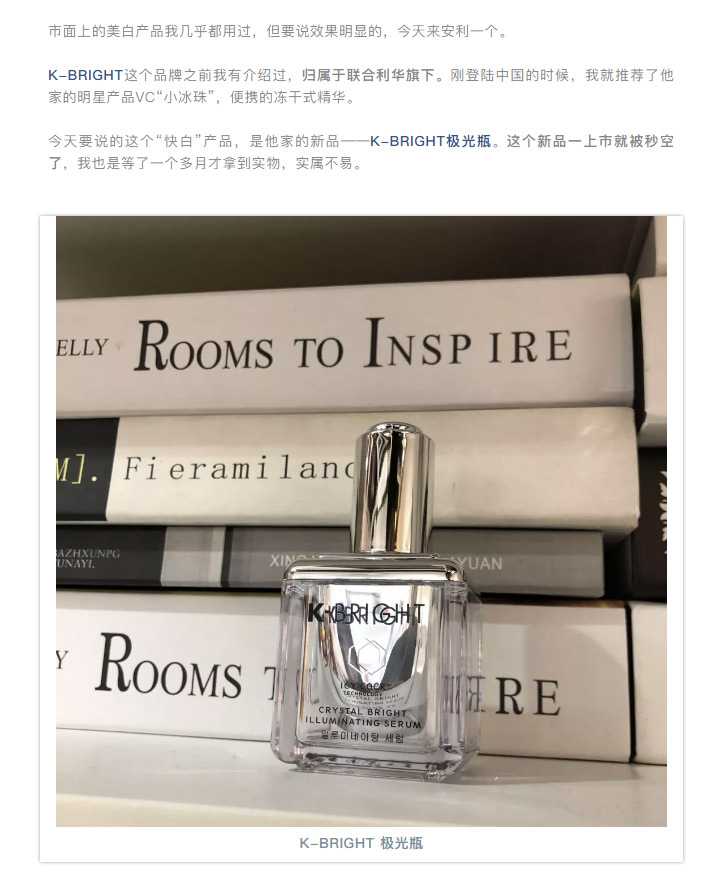 市面上的美白产品我几乎都用过，但要说效果明显的，今天来安利一个。
K-BRIGHT这个品牌之前我有介绍过，归属于联合利华旗下。刚登陆中国的时候，我就推荐了他
家的明星产品VC“小冰珠”，便携的冻干式精华。
今天要说的这个“快白”产品，是他家的新品——K-BRIGHT极光瓶。这个新品一上市就被秒空
了，我也是等了一个多月才拿到实物，实属不易。
ELLY ROOMS TO INSPIRE
M]. Fieramilano
YUAN
K-BRIGHT
TECHNOLOGY
Y ROOMS
RE
CRYSTAL BRIGHT
ILLUMINATING SERUM
일루미네이팅 세럼
K-BRIGHT 极光瓶